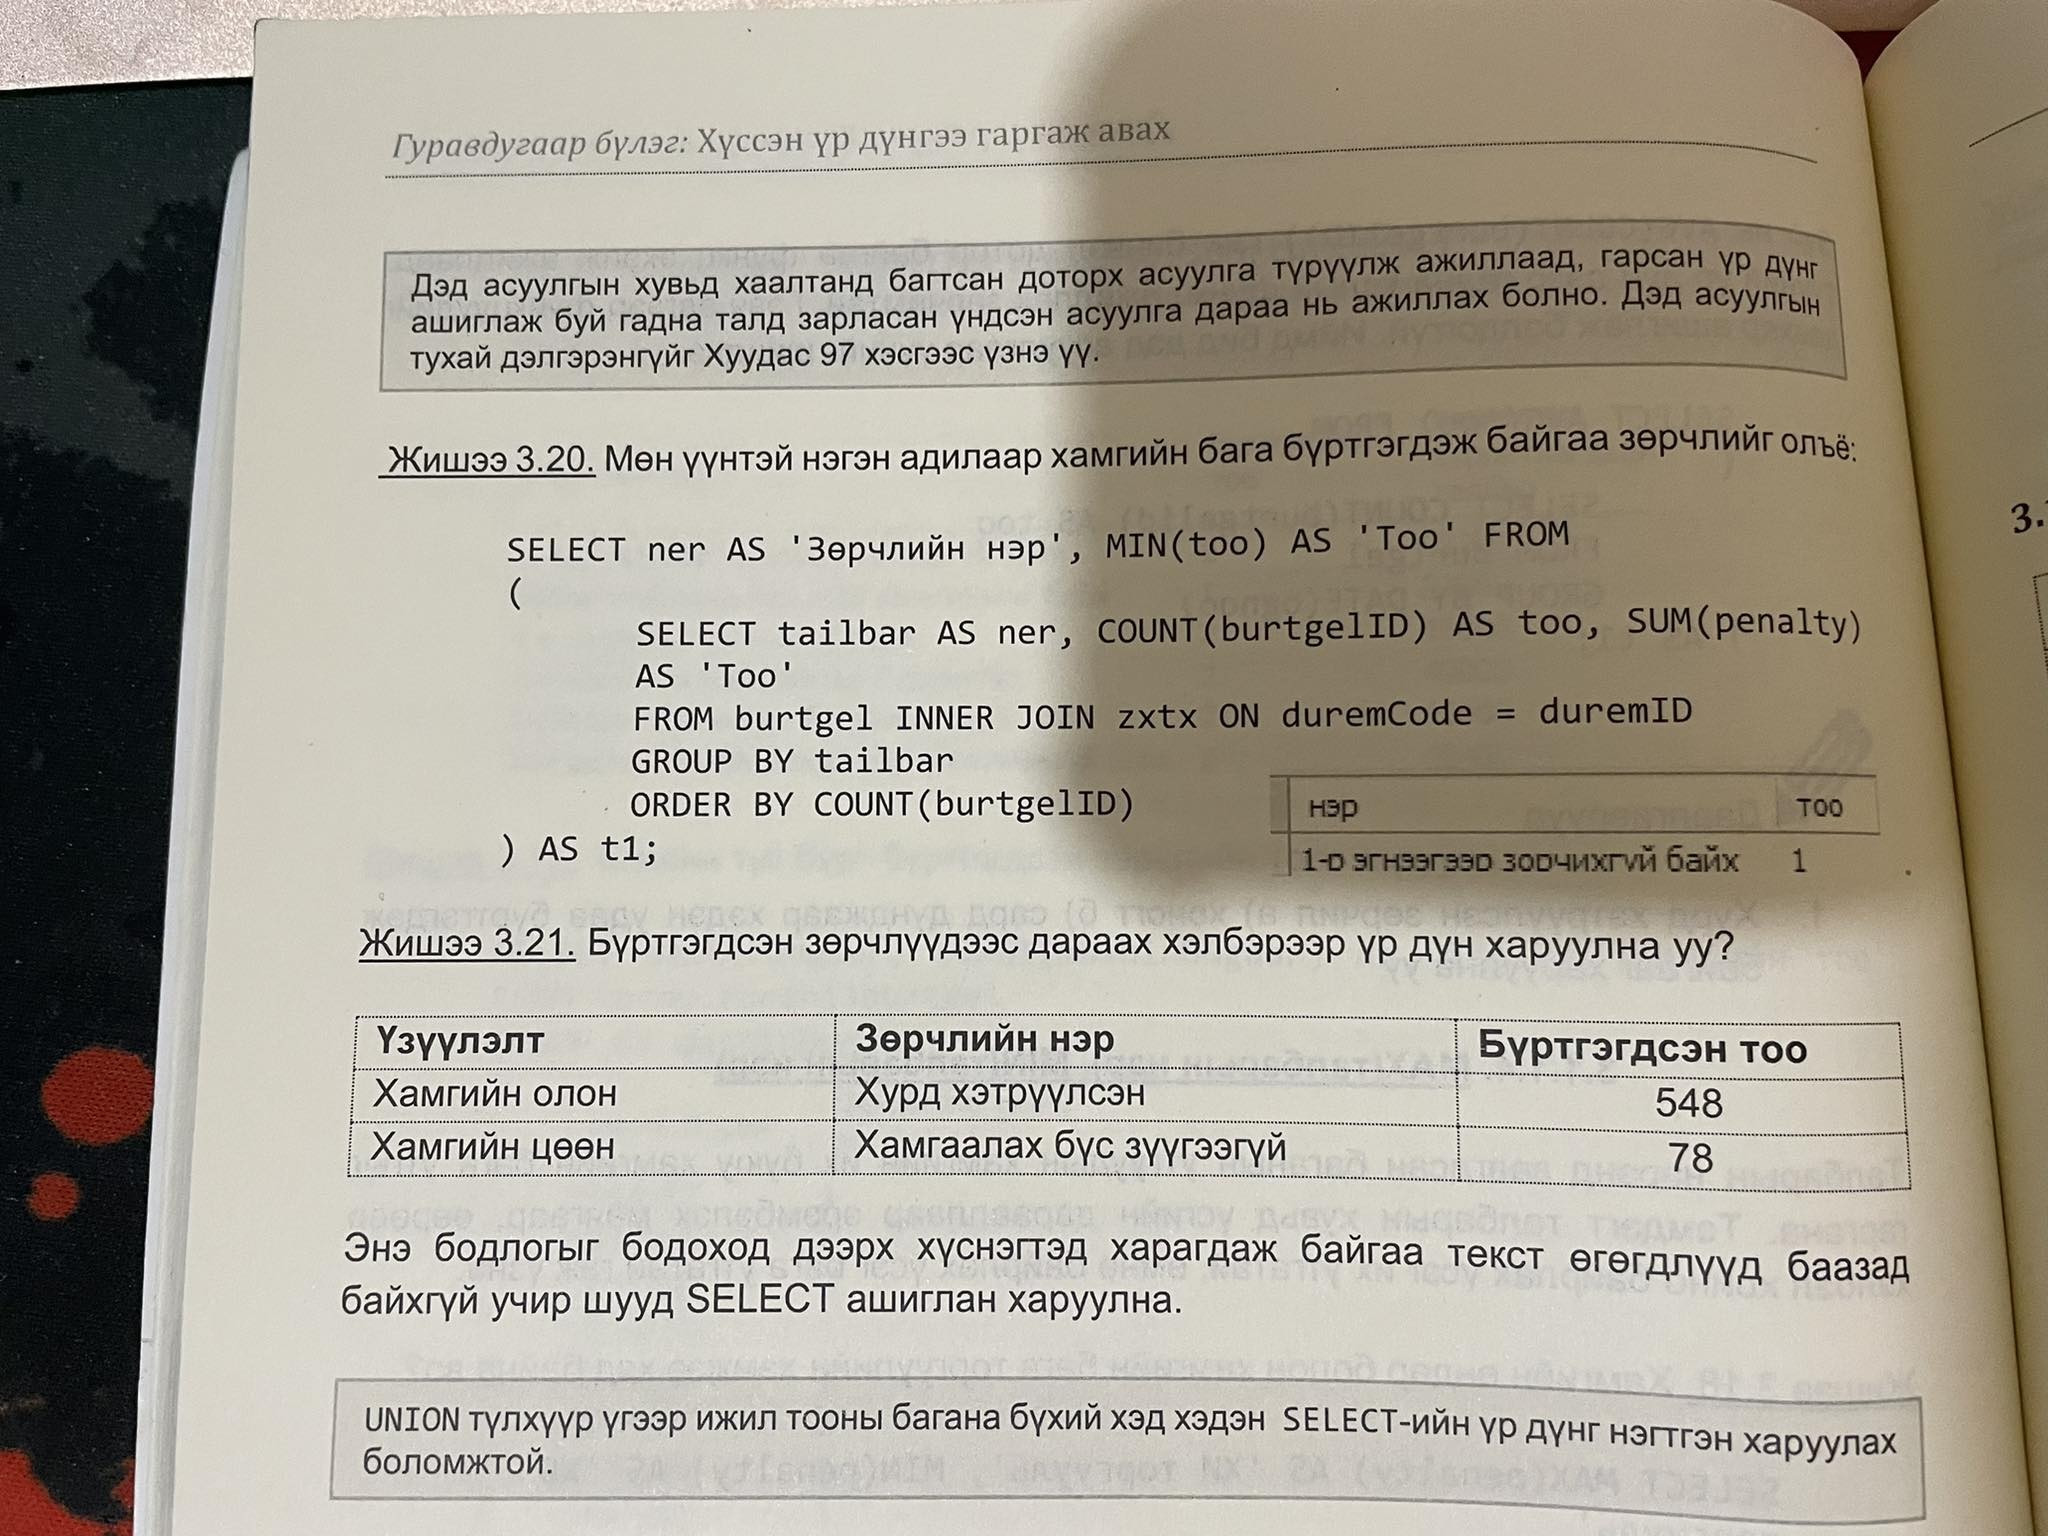 Гуравдугаар бүлэг: Хүссэн үр дүнгээ гаргаж авах
Дэд асуулгын хувьд хаалтанд багтсан доторх асуулга түрүүлж ажиллаад, гарсан үр дүнг
ашиглаж буй гадна талд зарласан үндсэн асуулга дараа нь ажиллах болно. Дэд асуулгын
тухай дэлгэрэнгүйг Хуудас 97 хэсгээс үзнэ үү.
Жишээ 3.20. Мөн үүнтэй нэгэн адилаар хамгийн бага бүртгэгдэж байгаа зөрчлийг олъё:
SELECT ner AS 'Зөрчлийн нэр', MIN(too) AS 'Too' FROM
(
SELECT tailbar AS ner, COUNT(burtgelID) AS too, SUM(penalty)
AS 'Too'
FROM burtgel INNER JOIN zxtx ON duremCode = duremID
GROUP BY tailbar
ORDER BY COUNT(burtgelID)
) AS t1;
нэр тоо
1-р эгнээгээр зорчихгүй байх 1
Жишээ 3.21. Бүртгэгдсэн зөрчлүүдээс дараах хэлбэрээр үр дүн харуулна уу?
Үзүүлэлт Зөрчлийн нэр Бүртгэгдсэн тоо
Хамгийн олон Хурд хэтрүүлсэн 548
Хамгийн цөөн Хамгаалах бүс зүүгээгүй 78
Энэ бодлогыг бодоход дээрх хүснэгтэд харагдаж байгаа текст өгөгдлүүд баазад
байхгүй учир шууд SELECT ашиглан харуулна.
UNION түлхүүр үгээр ижил тооны багана бүхий хэд хэдэн SELECT-ийн үр дүнг нэгтгэн харуулах
боломжтой.
3.